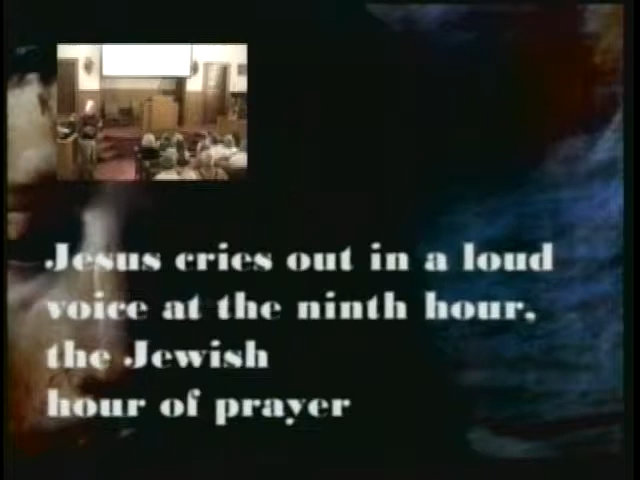 Jesus cries out in a loud
voice at the ninth hour,
the Jewish
hour of prayer